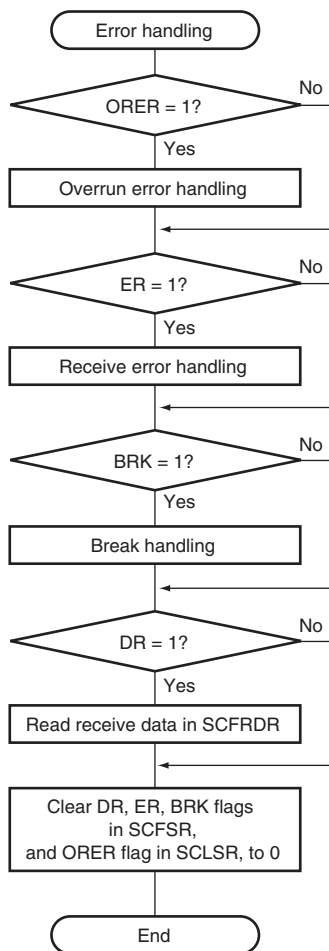 Error handling
No
ORER = 1?
Yes
Overrun error handling
No
ER = 1?
Yes
Receive error handling
No
BRK = 1?
Yes
Break handling
No
DR = 1?
Yes
Read receive data in SCFRDR
Clear DR, ER, BRK flags
in SCFSR,
and ORER flag in SCLSR, to 0
End